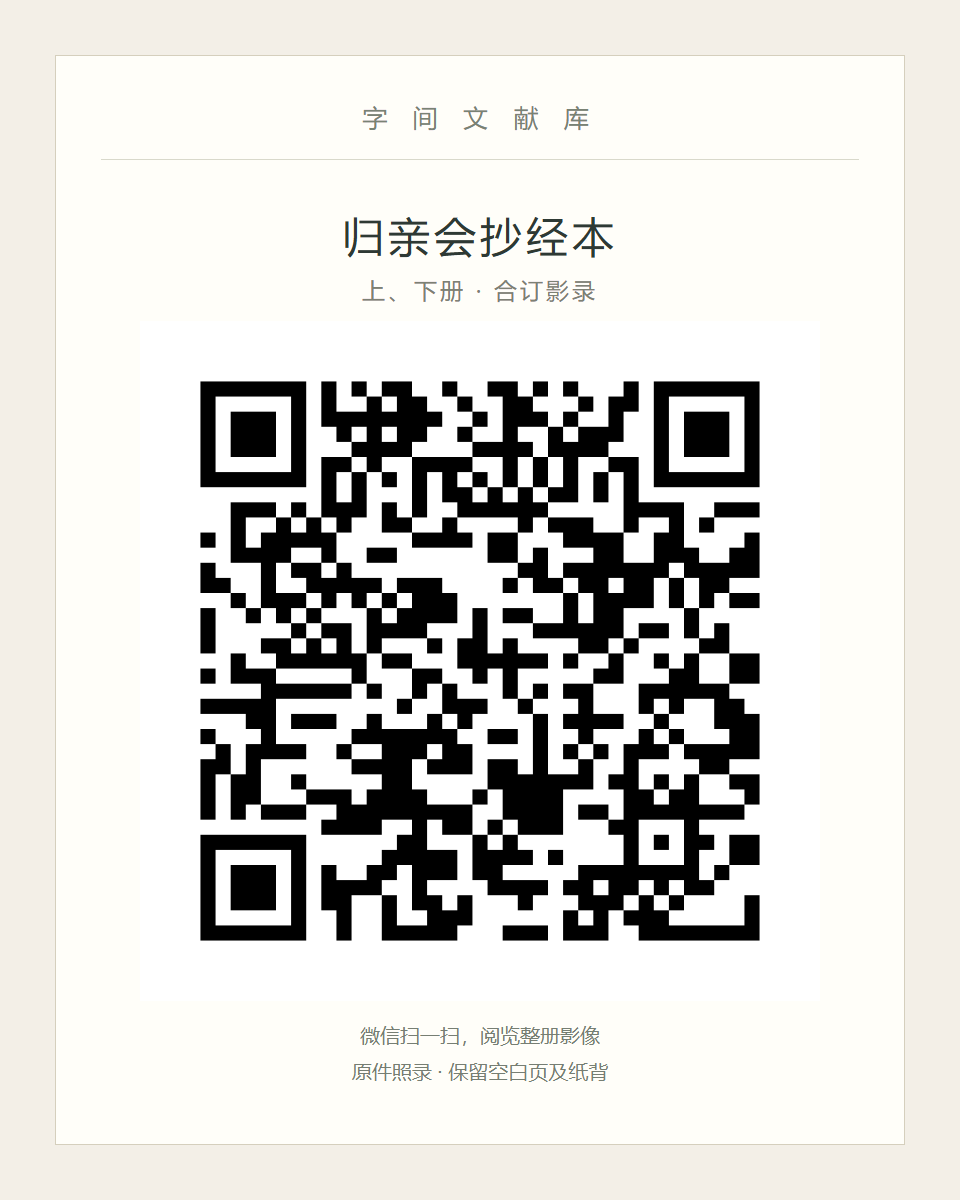 字间文献库
归亲会抄经本
上、下册 · 合订影录
微信扫一扫，阅览整册影像
原件照录 · 保留空白页及纸背